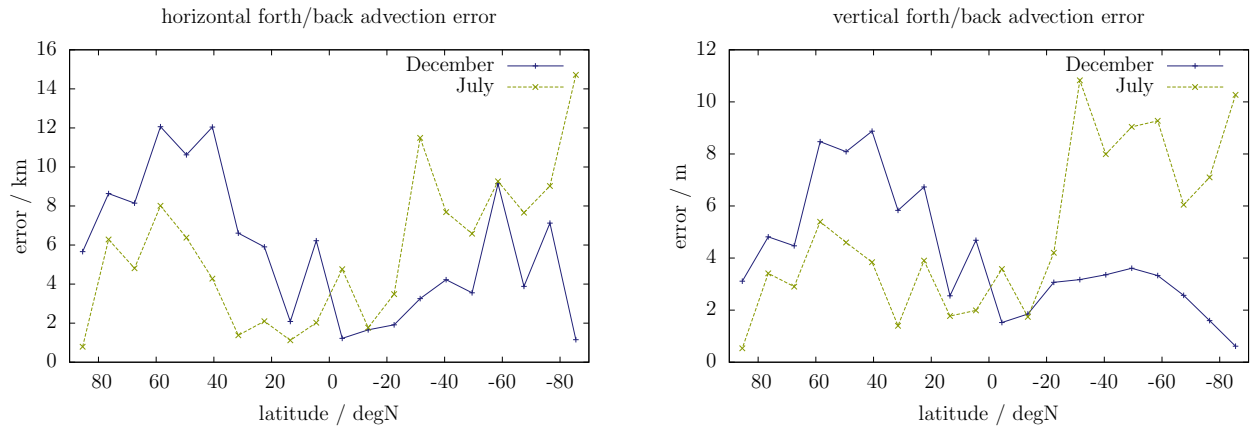 horizontal forth/back advection error
16
14
12
10
8
6
4
2
0
error / km
December
July
80 60 40 20 0 -20 -40 -60 -80
latitude / degN
vertical forth/back advection error
12
10
8
6
4
2
0
error / m
December
July
80 60 40 20 0 -20 -40 -60 -80
latitude / degN